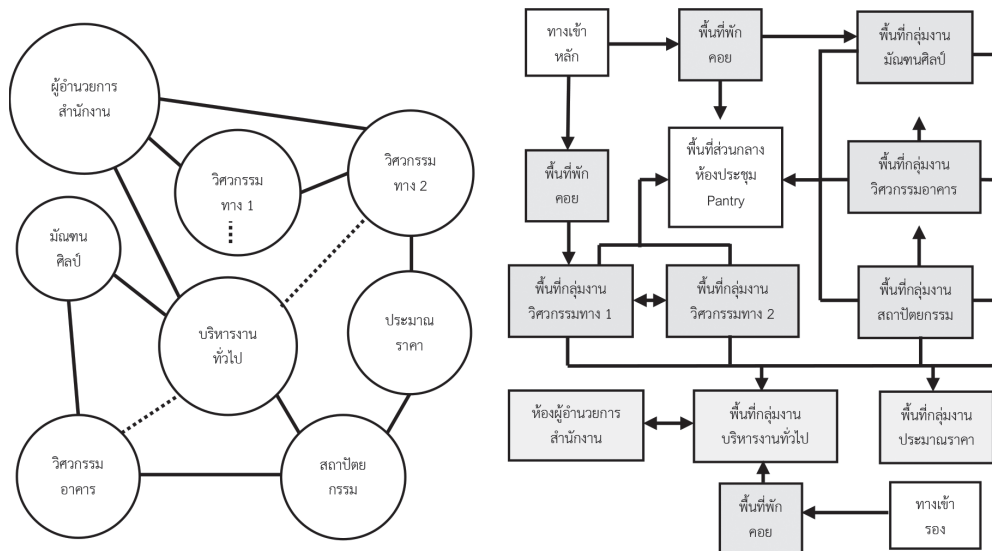 ผู้อำนวยการ
สำนักงาน
วิศวกรรม
ทาง 1
วิศวกรรม
ทาง 2
มัณฑน
ศิลป์
บริหารงาน
ทั่วไป
ประมาณ
ราคา
วิศวกรรม
อาคาร
สถาปัตย
กรรม
ทางเข้า
หลัก
พื้นที่พัก
คอย
พื้นที่กลุ่มงาน
มัณฑนศิลป์
พื้นที่พัก
คอย
พื้นที่ส่วนกลาง
ห้องประชุม
Pantry
พื้นที่กลุ่มงาน
วิศวกรรมอาคาร
พื้นที่กลุ่มงาน
วิศวกรรมทาง 1
พื้นที่กลุ่มงาน
วิศวกรรมทาง 2
พื้นที่กลุ่มงาน
สถาปัตยกรรม
ห้องผู้อำนวยการ
สำนักงาน
พื้นที่กลุ่มงาน
บริหารงานทั่วไป
พื้นที่กลุ่มงาน
ประมาณราคา
พื้นที่พัก
คอย
ทางเข้า
รอง